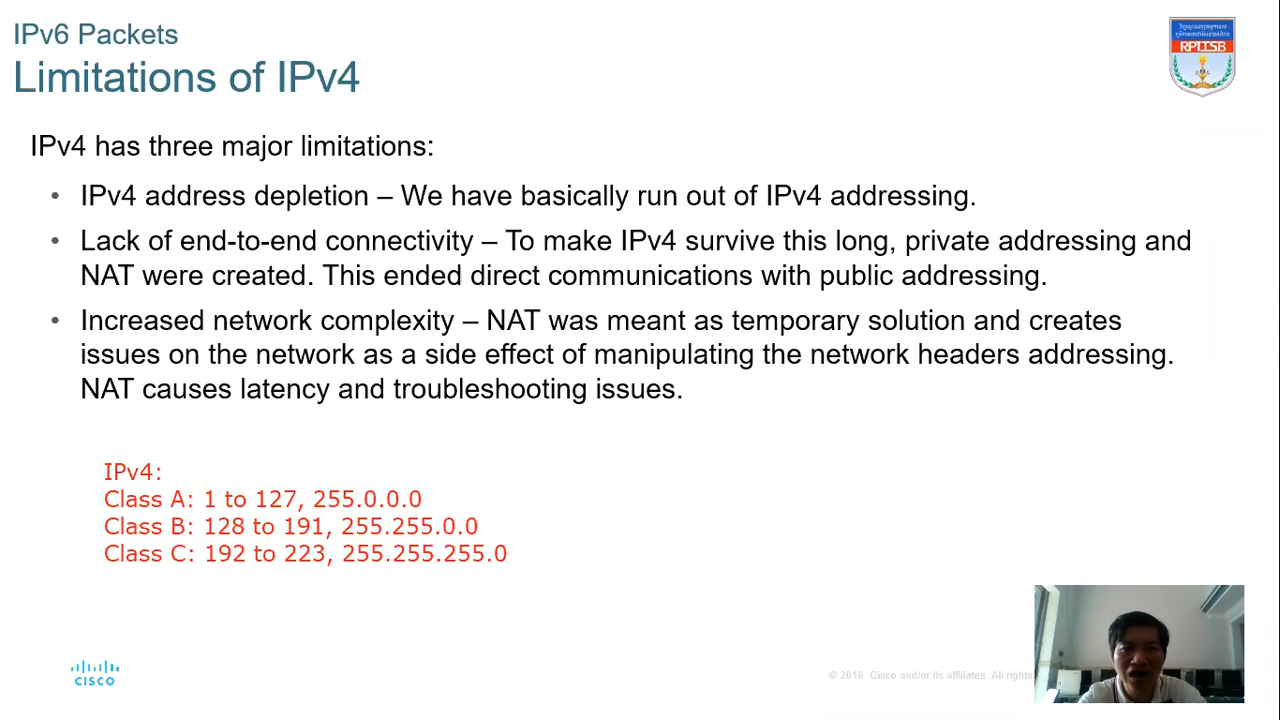 IPv6 Packets
Limitations of IPv4
RPITSB
IPv4 has three major limitations:
• IPv4 address depletion – We have basically run out of IPv4 addressing.
• Lack of end-to-end connectivity – To make IPv4 survive this long, private addressing and
NAT were created. This ended direct communications with public addressing.
• Increased network complexity – NAT was meant as temporary solution and creates
issues on the network as a side effect of manipulating the network headers addressing.
NAT causes latency and troubleshooting issues.
IPv4:
Class A: 1 to 127, 255.0.0.0
Class B: 128 to 191, 255.255.0.0
Class C: 192 to 223, 255.255.255.0
CISCO
© 2016 Cisco and/or its affiliates. All rights